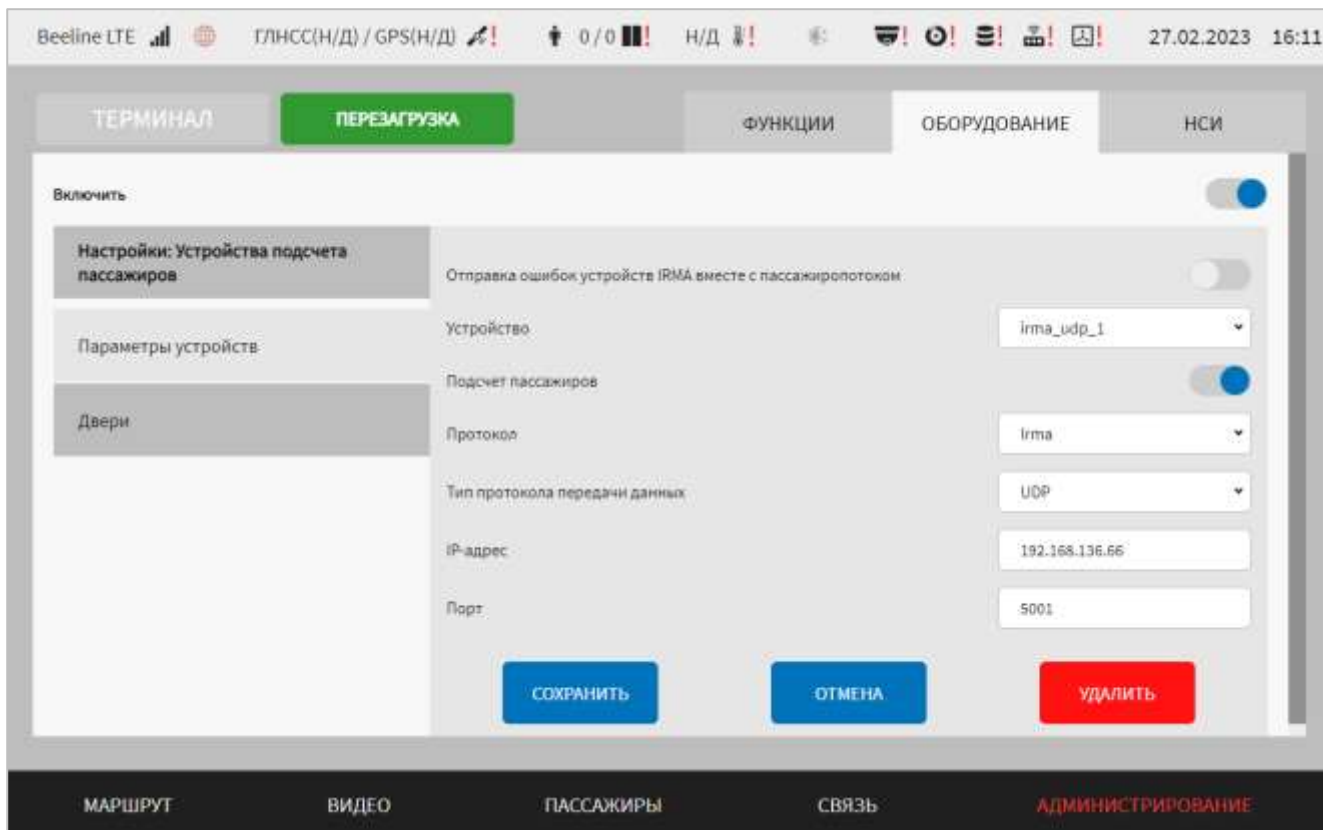 Beeline LTE ГЛНСС(Н/Д) / GPS(Н/Д) ! 0 / 0 ! Н/Д ! ! ! ! ! ! 27.02.2023 16:11
ТЕРМИНАЛ ПЕРЕЗАГРУЗКА ФУНКЦИИ ОБОРУДОВАНИЕ НСИ
Включить
Настройки: Устройства подсчета
пассажиров
Отправка ошибок устройств IRMA вместе с пассажиропотоком
Устройство irma_udp_1
Параметры устройств
Подсчет пассажиров
Двери
Протокол Irma
Тип протокола передачи данных UDP
IP-адрес 192.168.136.66
Порт 5001
СОХРАНИТЬ ОТМЕНА УДАЛИТЬ
МАРШРУТ ВИДЕО ПАССАЖИРЫ СВЯЗЬ АДМИНИСТРИРОВАНИЕ